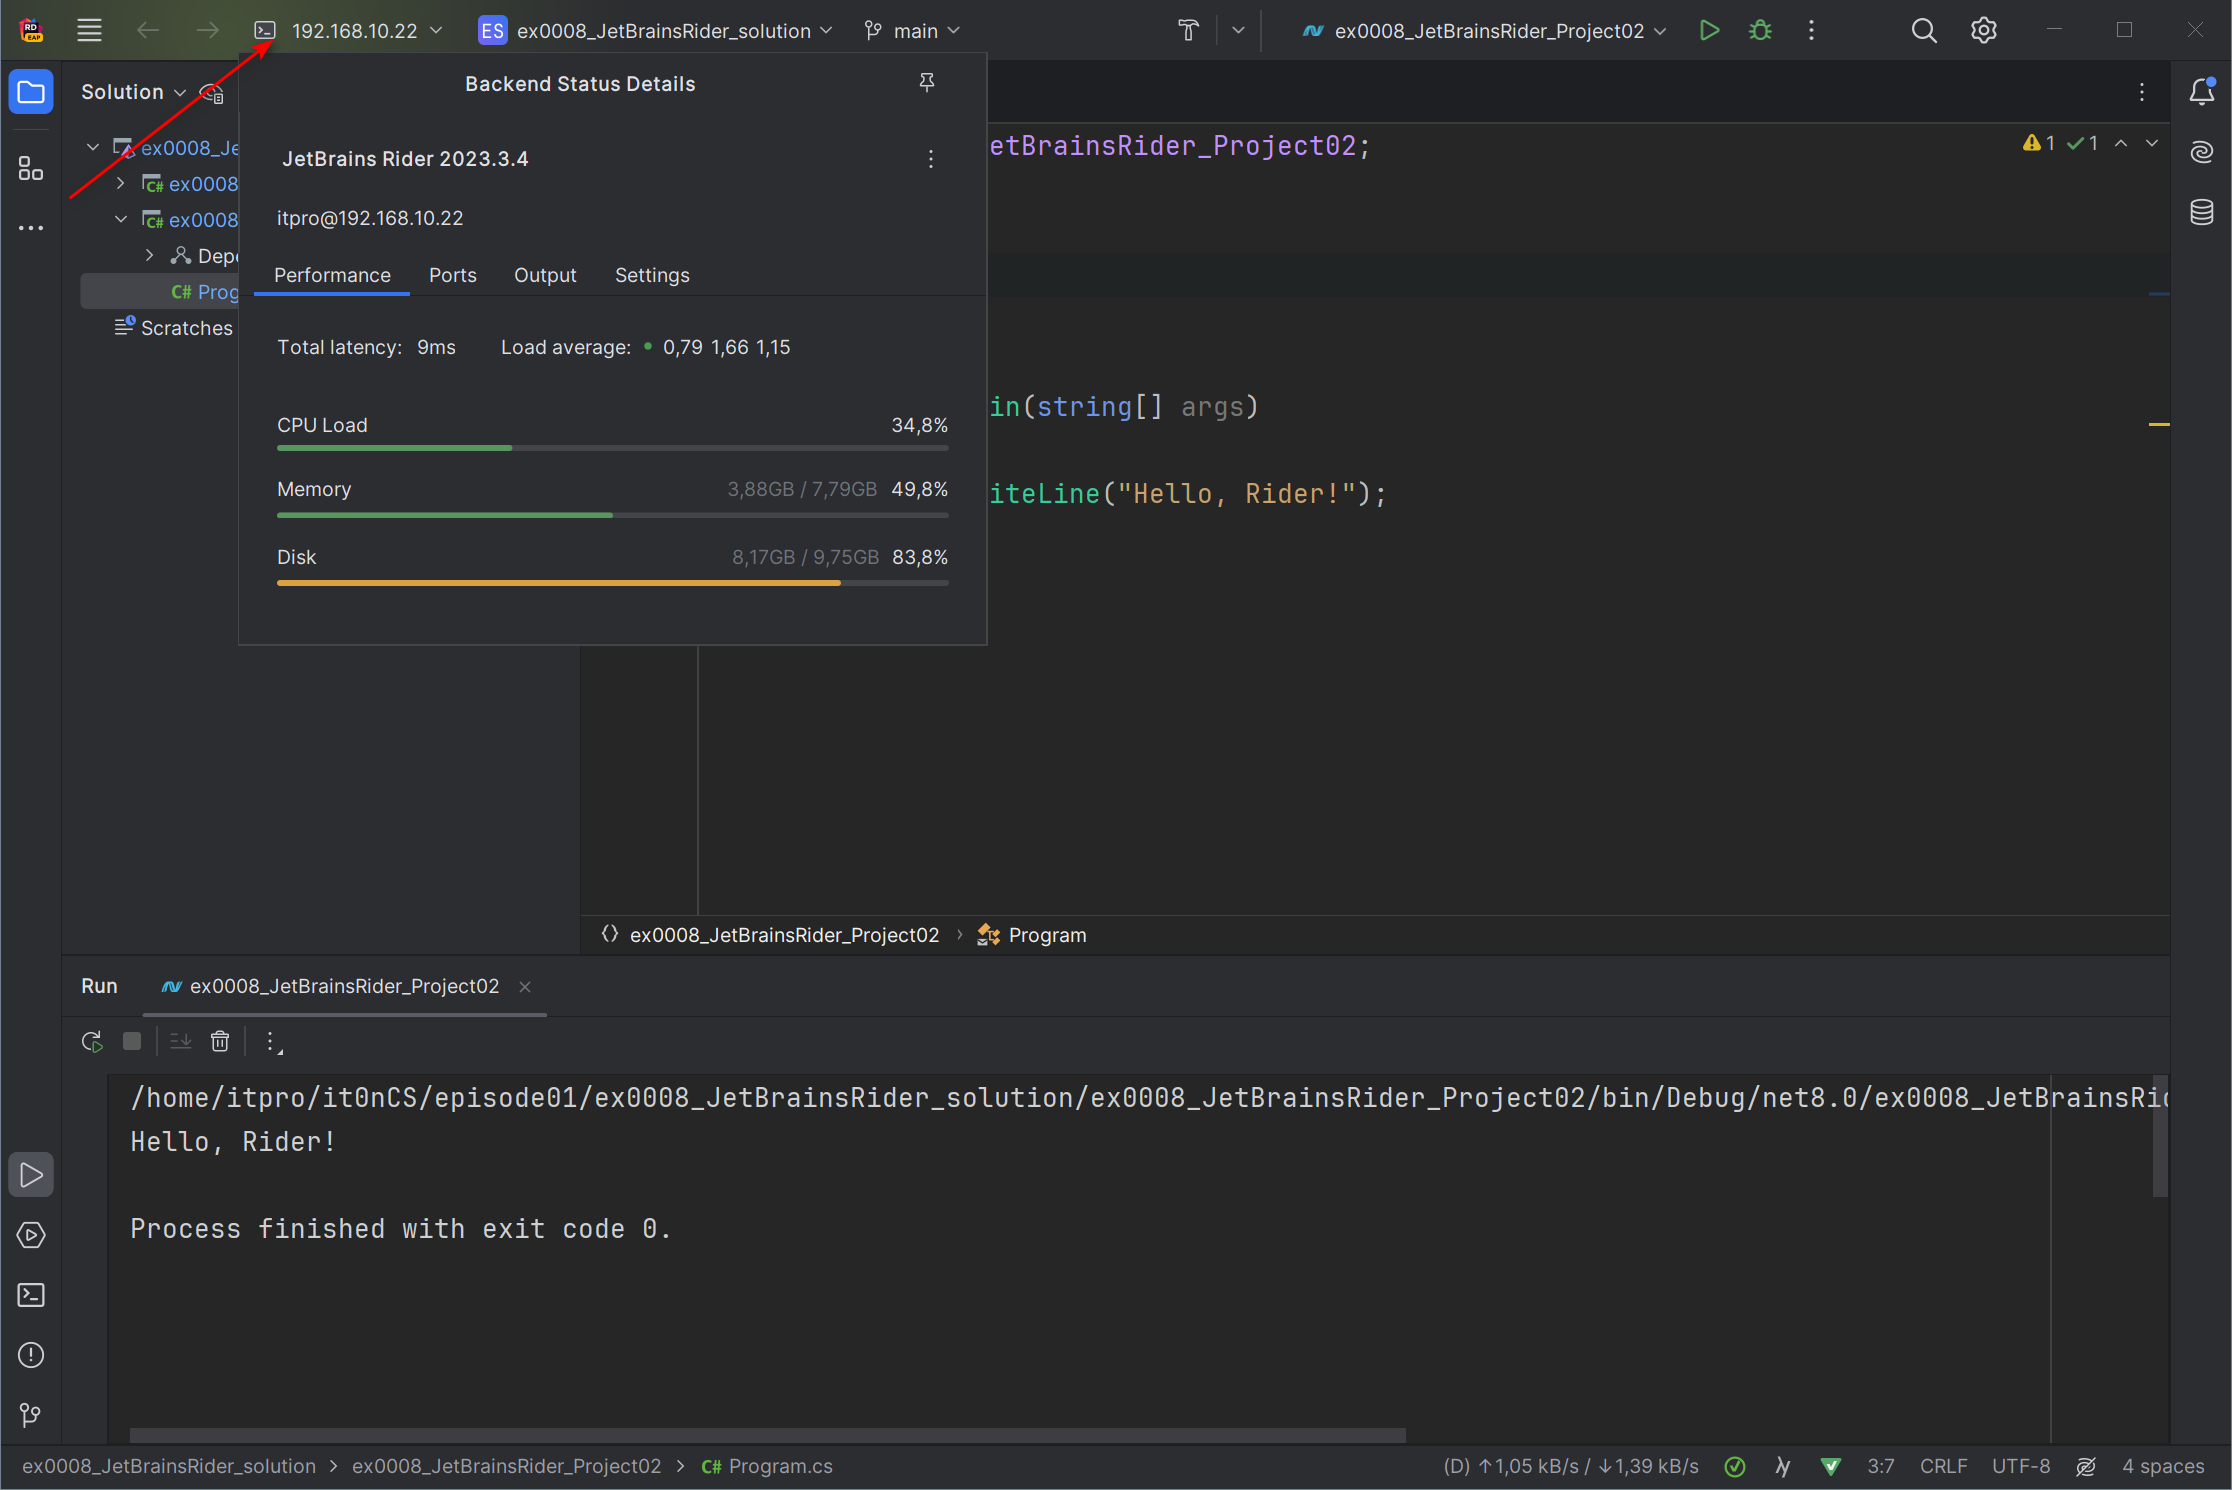 RD
EAP
192.168.10.22
ES ex0008_JetBrainsRider_solution
main
ex0008_JetBrainsRider_Project02
Solution
ex0008_Je
ex0008
ex0008
Depe
C# Prog
Scratches
Backend Status Details
JetBrains Rider 2023.3.4
itpro@192.168.10.22
Performance Ports Output Settings
Total latency: 9ms Load average: 0,79 1,66 1,15
CPU Load 34,8%
Memory 3,88GB / 7,79GB 49,8%
Disk 8,17GB / 9,75GB 83,8%
etBrainsRider_Project02;
1 1
in(string[] args)
iteLine("Hello, Rider!");
ex0008_JetBrainsRider_Project02 › Program
Run ex0008_JetBrainsRider_Project02
/home/itpro/it0nCS/episode01/ex0008_JetBrainsRider_solution/ex0008_JetBrainsRider_Project02/bin/Debug/net8.0/ex0008_JetBrainsRid
Hello, Rider!
Process finished with exit code 0.
ex0008_JetBrainsRider_solution > ex0008_JetBrainsRider_Project02 > C# Program.cs
(D) ↑1,05 kB/s / ↓1,39 kB/s 3:7 CRLF UTF-8 4 spaces